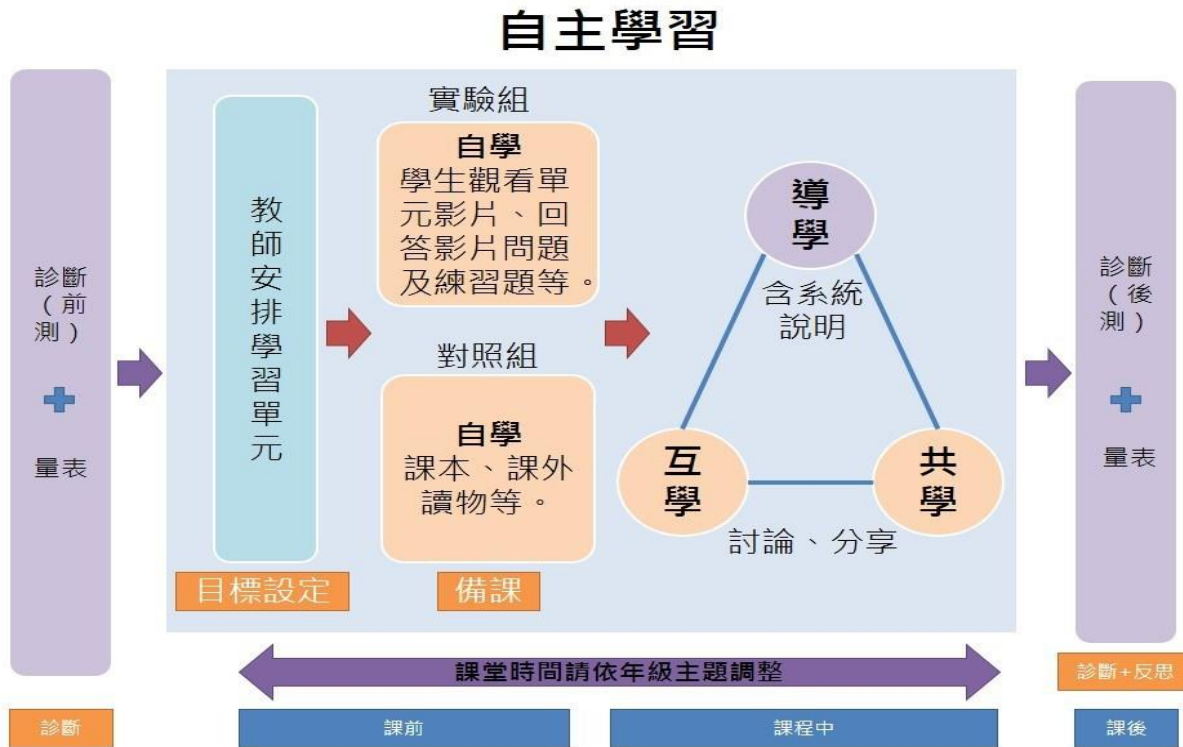 自主學習
診斷
（前
測）
量表
教
師
安
排
學
習
單
元
目標設定
實驗組
自學
學生觀看單
元影片、回
答影片問題
及練習題等。
對照組
自學
課本、課外
讀物等。
備課
導
學
含系統
說明
互
學
共
學
討論、分享
診斷
（後
測）
量表
課堂時間請依年級主題調整
診斷+反思
診斷
課前
課程中
課後